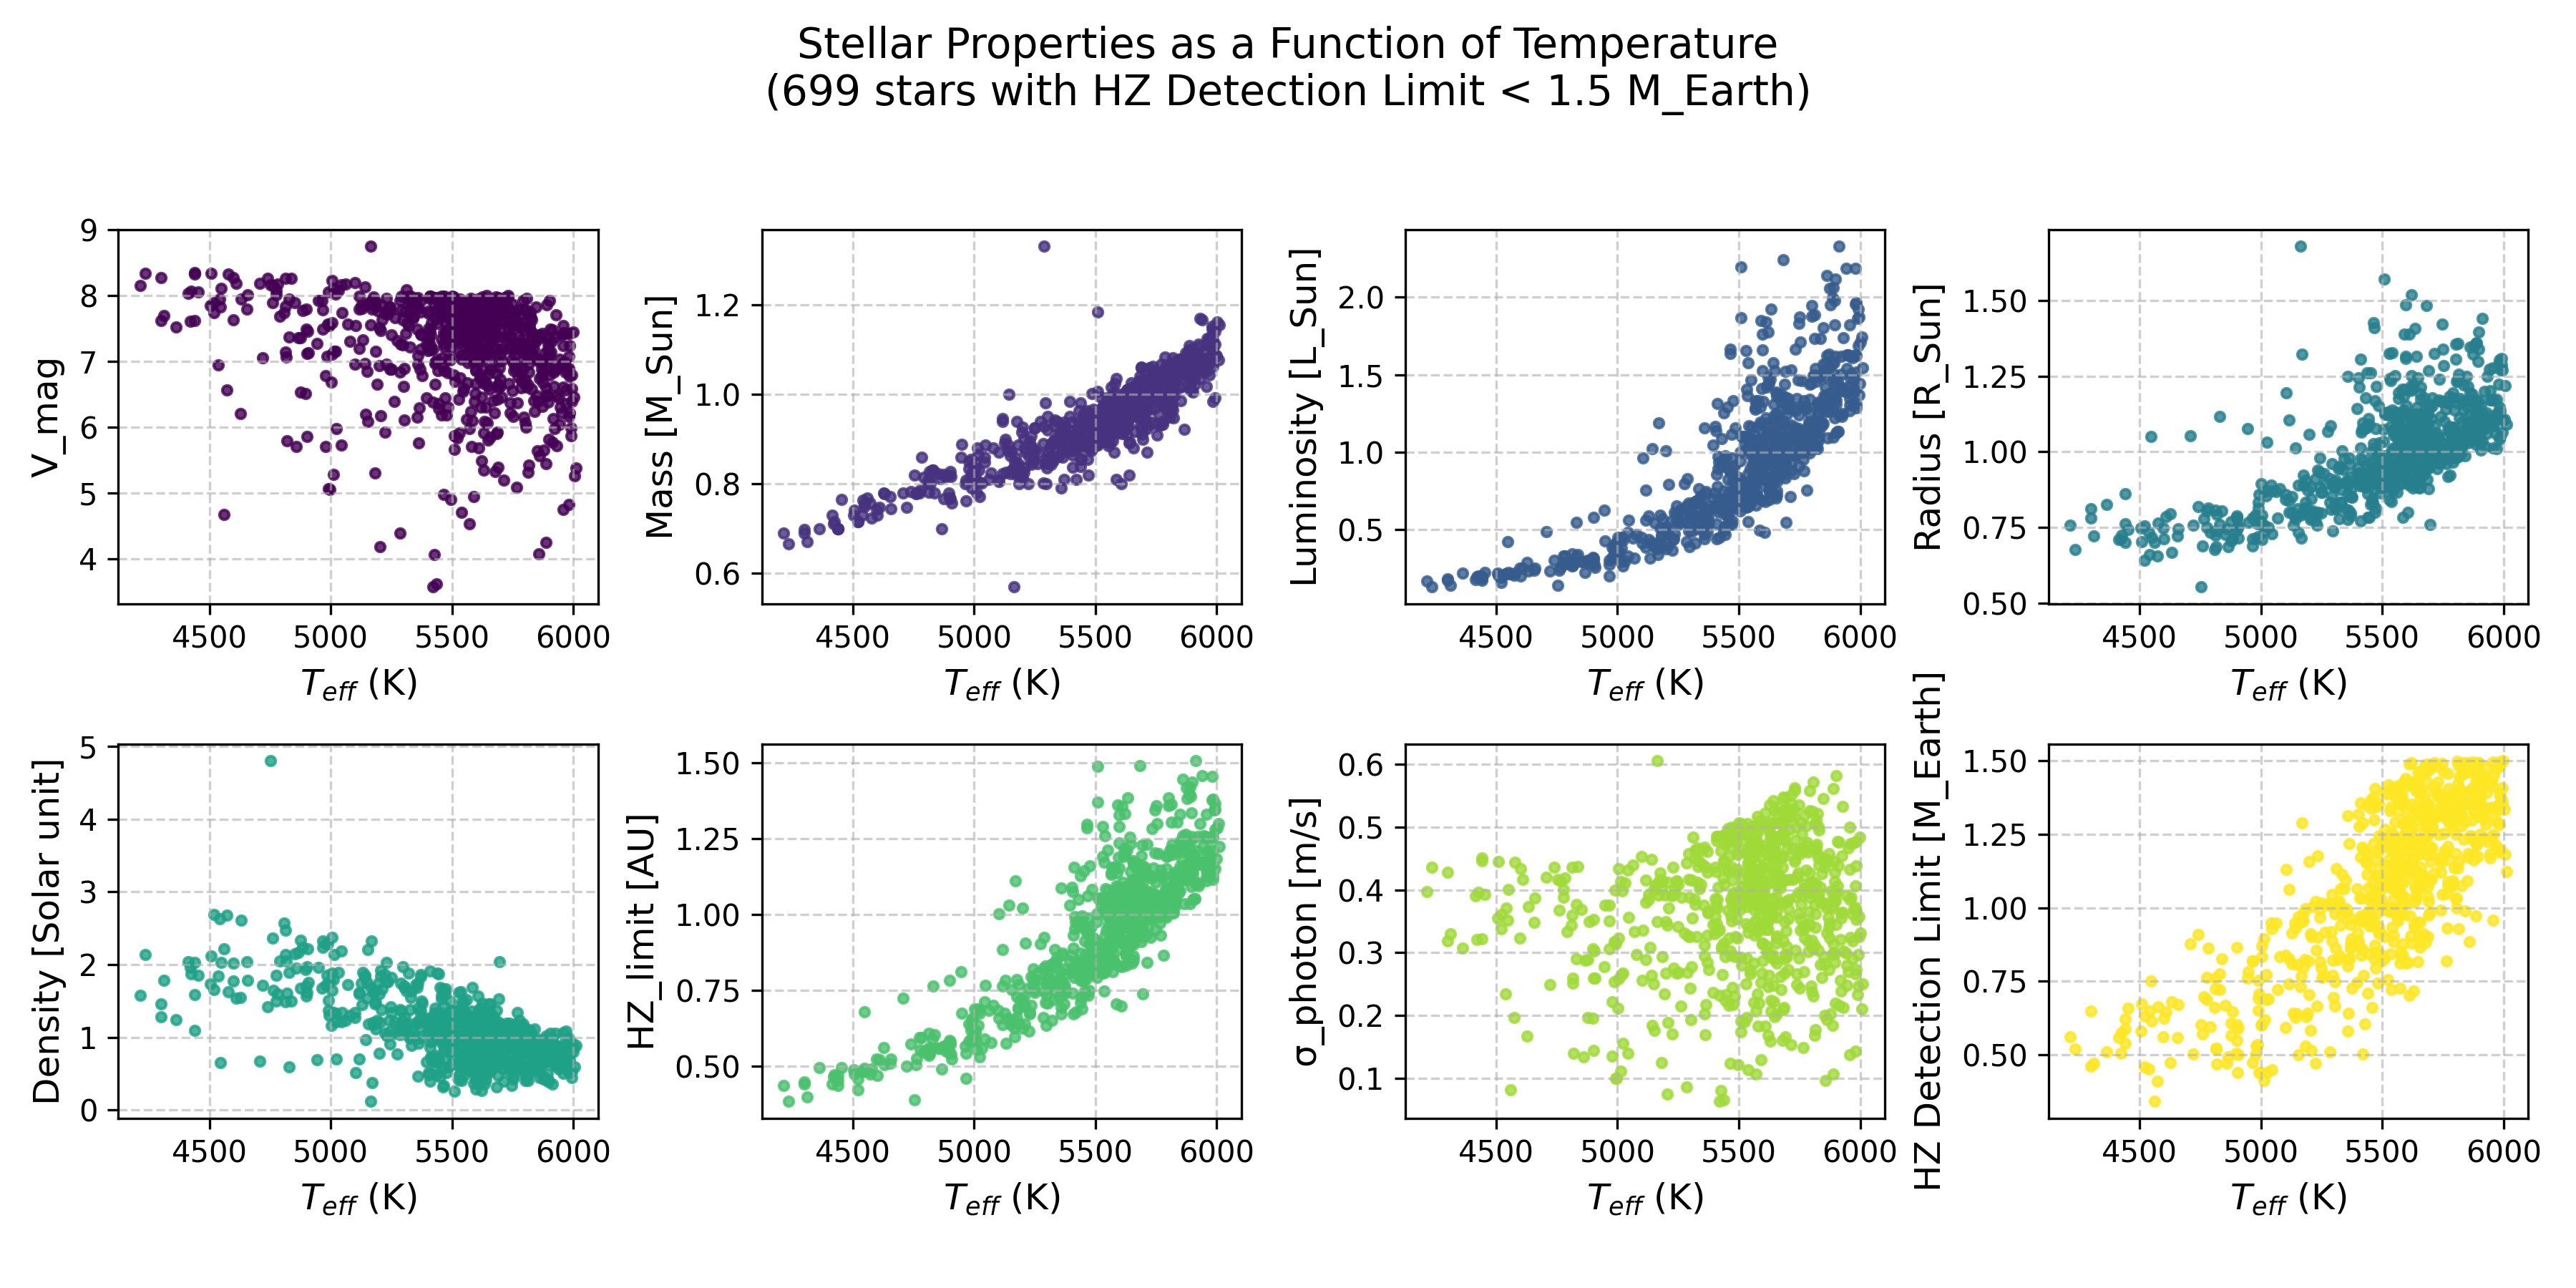 Stellar Properties as a Function of Temperature
(699 stars with HZ Detection Limit < 1.5 M_Earth)
V_mag
9
8
7
6
5
4
4500 5000 5500 6000
T_eff (K)
Mass [M_Sun]
1.2
1.0
0.8
0.6
4500 5000 5500 6000
T_eff (K)
Luminosity [L_Sun]
2.0
1.5
1.0
0.5
4500 5000 5500 6000
T_eff (K)
Radius [R_Sun]
1.50
1.25
1.00
0.75
0.50
4500 5000 5500 6000
T_eff (K)
Density [Solar unit]
5
4
3
2
1
0
4500 5000 5500 6000
T_eff (K)
HZ_limit [AU]
1.50
1.25
1.00
0.75
0.50
4500 5000 5500 6000
T_eff (K)
σ_photon [m/s]
0.6
0.5
0.4
0.3
0.2
0.1
4500 5000 5500 6000
T_eff (K)
HZ Detection Limit [M_Earth]
1.50
1.25
1.00
0.75
0.50
4500 5000 5500 6000
T_eff (K)